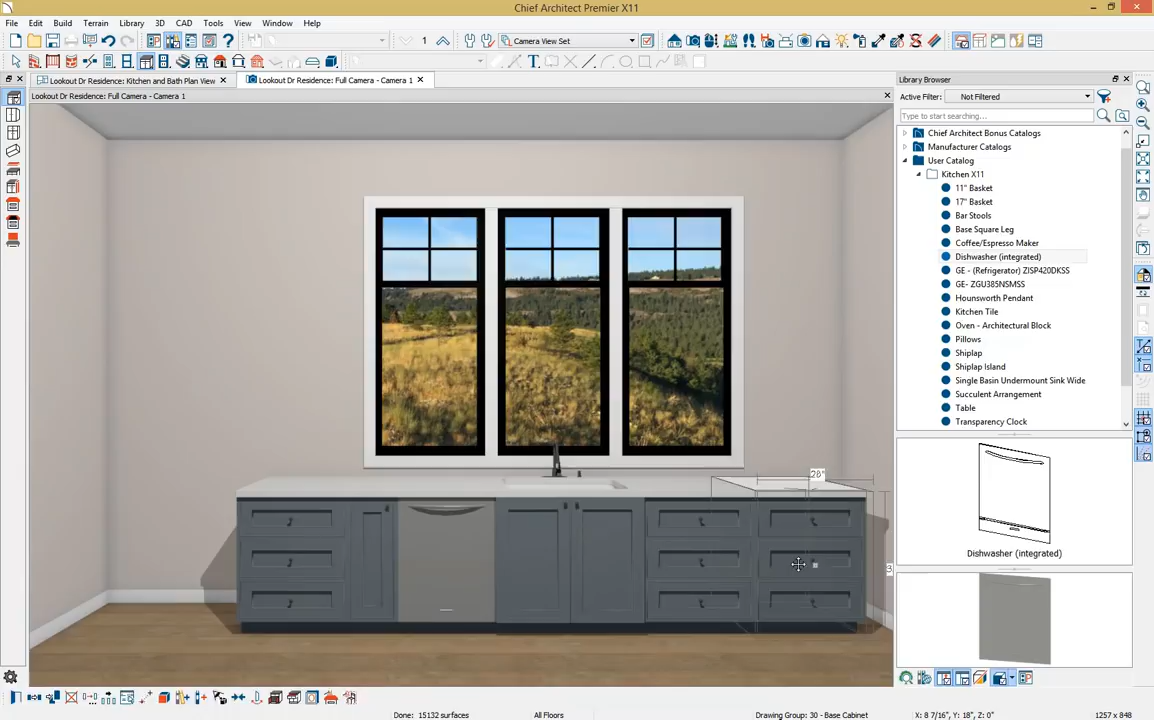 Chief Architect Premier X11
File Edit Build Terrain Library 3D CAD Tools View Window Help
1 Camera View Set
Lookout Dr Residence: Kitchen and Bath Plan View Lookout Dr Residence: Full Camera - Camera 1
Lookout Dr Residence: Full Camera - Camera 1
Library Browser
Active Filter: Not Filtered
Type to start searching...
Chief Architect Bonus Catalogs
Manufacturer Catalogs
User Catalog
Kitchen X11
11" Basket
17" Basket
Bar Stools
Base Square Leg
Coffee/Espresso Maker
Dishwasher (integrated)
GE - (Refrigerator) ZISP420DKSS
GE- ZGU385NSMSS
Hounsworth Pendant
Kitchen Tile
Oven - Architectural Block
Pillows
Shiplap
Shiplap Island
Single Basin Undermount Sink Wide
Succulent Arrangement
Table
Transparency Clock
Dishwasher (integrated)
Done: 15132 surfaces All Floors Drawing Group: 30 - Base Cabinet X: 8 7/16", Y: 18", Z: 0" 1257 x 848